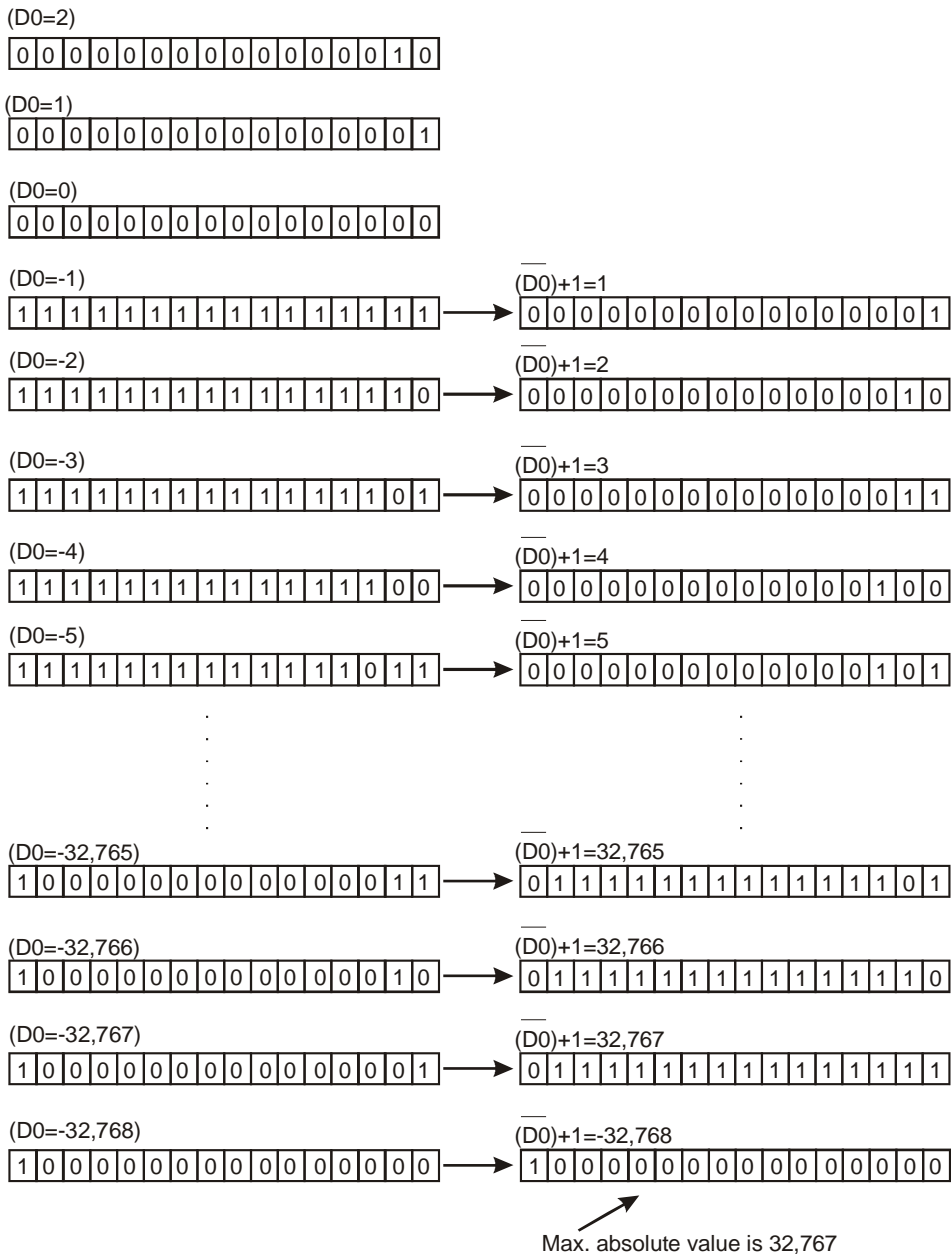 (D0=2)
0 0 0 0 0 0 0 0 0 0 0 0 0 0 1 0
(D0=1)
0 0 0 0 0 0 0 0 0 0 0 0 0 0 0 1
(D0=0)
0 0 0 0 0 0 0 0 0 0 0 0 0 0 0 0
(D0=-1)
1 1 1 1 1 1 1 1 1 1 1 1 1 1 1 1
(D0)+1=1
0 0 0 0 0 0 0 0 0 0 0 0 0 0 0 1
(D0=-2)
1 1 1 1 1 1 1 1 1 1 1 1 1 1 1 0
(D0)+1=2
0 0 0 0 0 0 0 0 0 0 0 0 0 0 1 0
(D0=-3)
1 1 1 1 1 1 1 1 1 1 1 1 1 1 0 1
(D0)+1=3
0 0 0 0 0 0 0 0 0 0 0 0 0 0 1 1
(D0=-4)
1 1 1 1 1 1 1 1 1 1 1 1 1 1 0 0
(D0)+1=4
0 0 0 0 0 0 0 0 0 0 0 0 0 1 0 0
(D0=-5)
1 1 1 1 1 1 1 1 1 1 1 1 1 0 1 1
(D0)+1=5
0 0 0 0 0 0 0 0 0 0 0 0 0 1 0 1
(D0=-32,765)
1 0 0 0 0 0 0 0 0 0 0 0 0 0 1 1
(D0)+1=32,765
0 1 1 1 1 1 1 1 1 1 1 1 1 1 0 1
(D0=-32,766)
1 0 0 0 0 0 0 0 0 0 0 0 0 0 1 0
(D0)+1=32,766
0 1 1 1 1 1 1 1 1 1 1 1 1 1 1 0
(D0=-32,767)
1 0 0 0 0 0 0 0 0 0 0 0 0 0 0 1
(D0)+1=32,767
0 1 1 1 1 1 1 1 1 1 1 1 1 1 1 1
(D0=-32,768)
1 0 0 0 0 0 0 0 0 0 0 0 0 0 0 0
(D0)+1=-32,768
1 0 0 0 0 0 0 0 0 0 0 0 0 0 0 0
Max. absolute value is 32,767